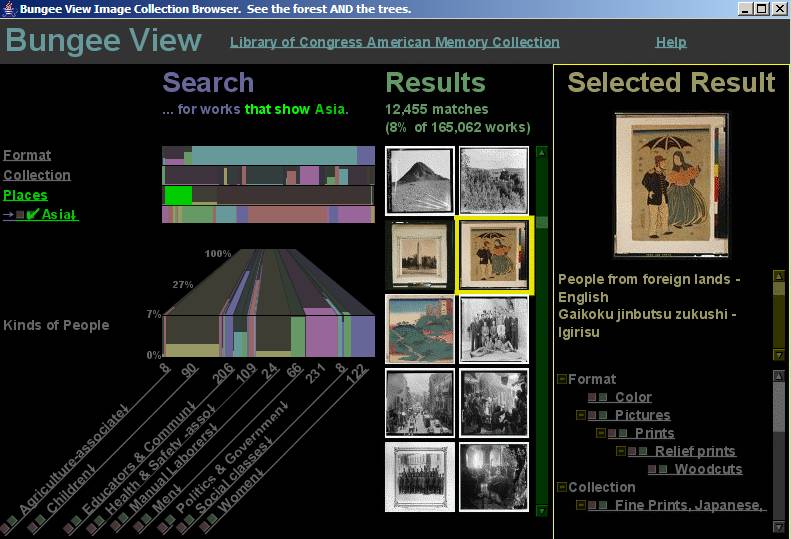 Bungee View Image Collection Browser. See the forest AND the trees.
Bungee View
Library of Congress American Memory Collection
Help
Search
... for works that show Asia.
Results
12,455 matches
(8% of 165,062 works)
Selected Result
Format
Collection
Places
Asia
100%
27%
Kinds of People
7%
0%
8
90
206
109
24
66
231
8
122
Agriculture-associate
Children
Educators & Commun
Health & Safety -asso
Manual Laborers
Men
Politics & Government
Social classes
Women
People from foreign lands -
English
Gaikoku jinbutsu zukushi -
Igirisu
Format
Color
Pictures
Prints
Relief prints
Woodcuts
Collection
Fine Prints, Japanese,